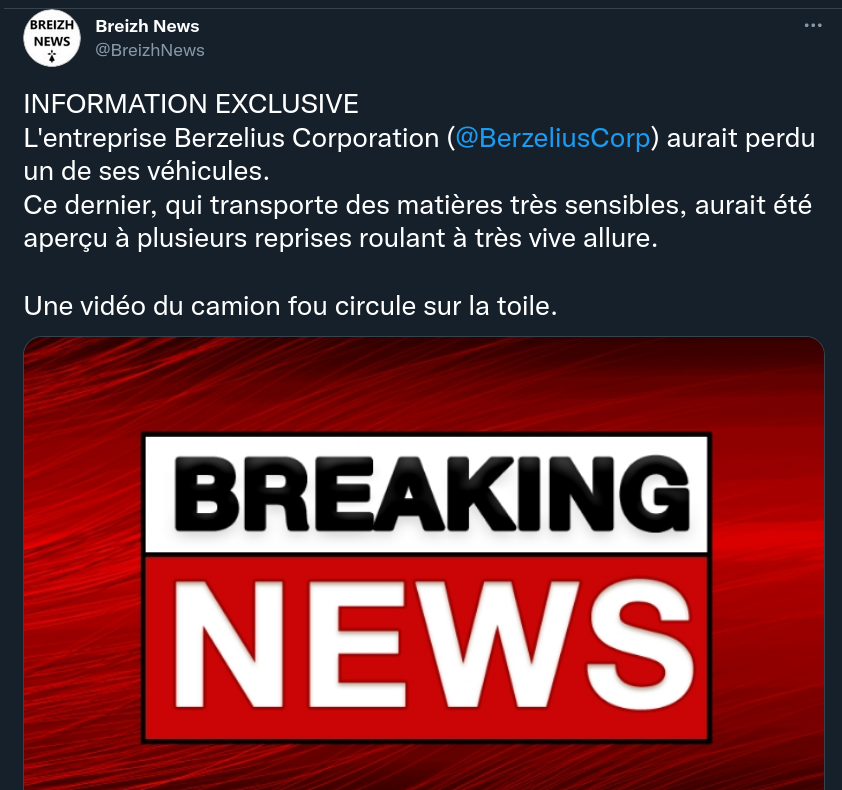 BREIZH
NEWS
Breizh News
@BreizhNews
INFORMATION EXCLUSIVE
L'entreprise Berzelius Corporation (@BerzeliusCorp) aurait perdu
un de ses véhicules.
Ce dernier, qui transporte des matières très sensibles, aurait été
aperçu à plusieurs reprises roulant à très vive allure.
Une vidéo du camion fou circule sur la toile.
BREAKING
NEWS